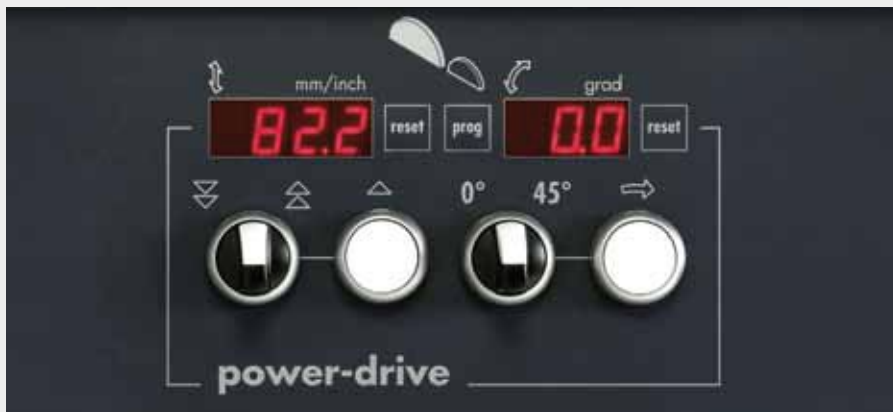 mm/inch grad
82.2 reset prog 0.0 reset
0° 45°
power-drive